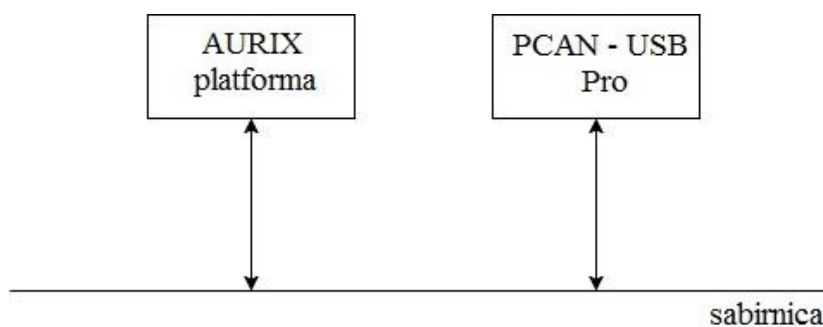 AURIX
platforma
PCAN - USB
Pro
sabirnica